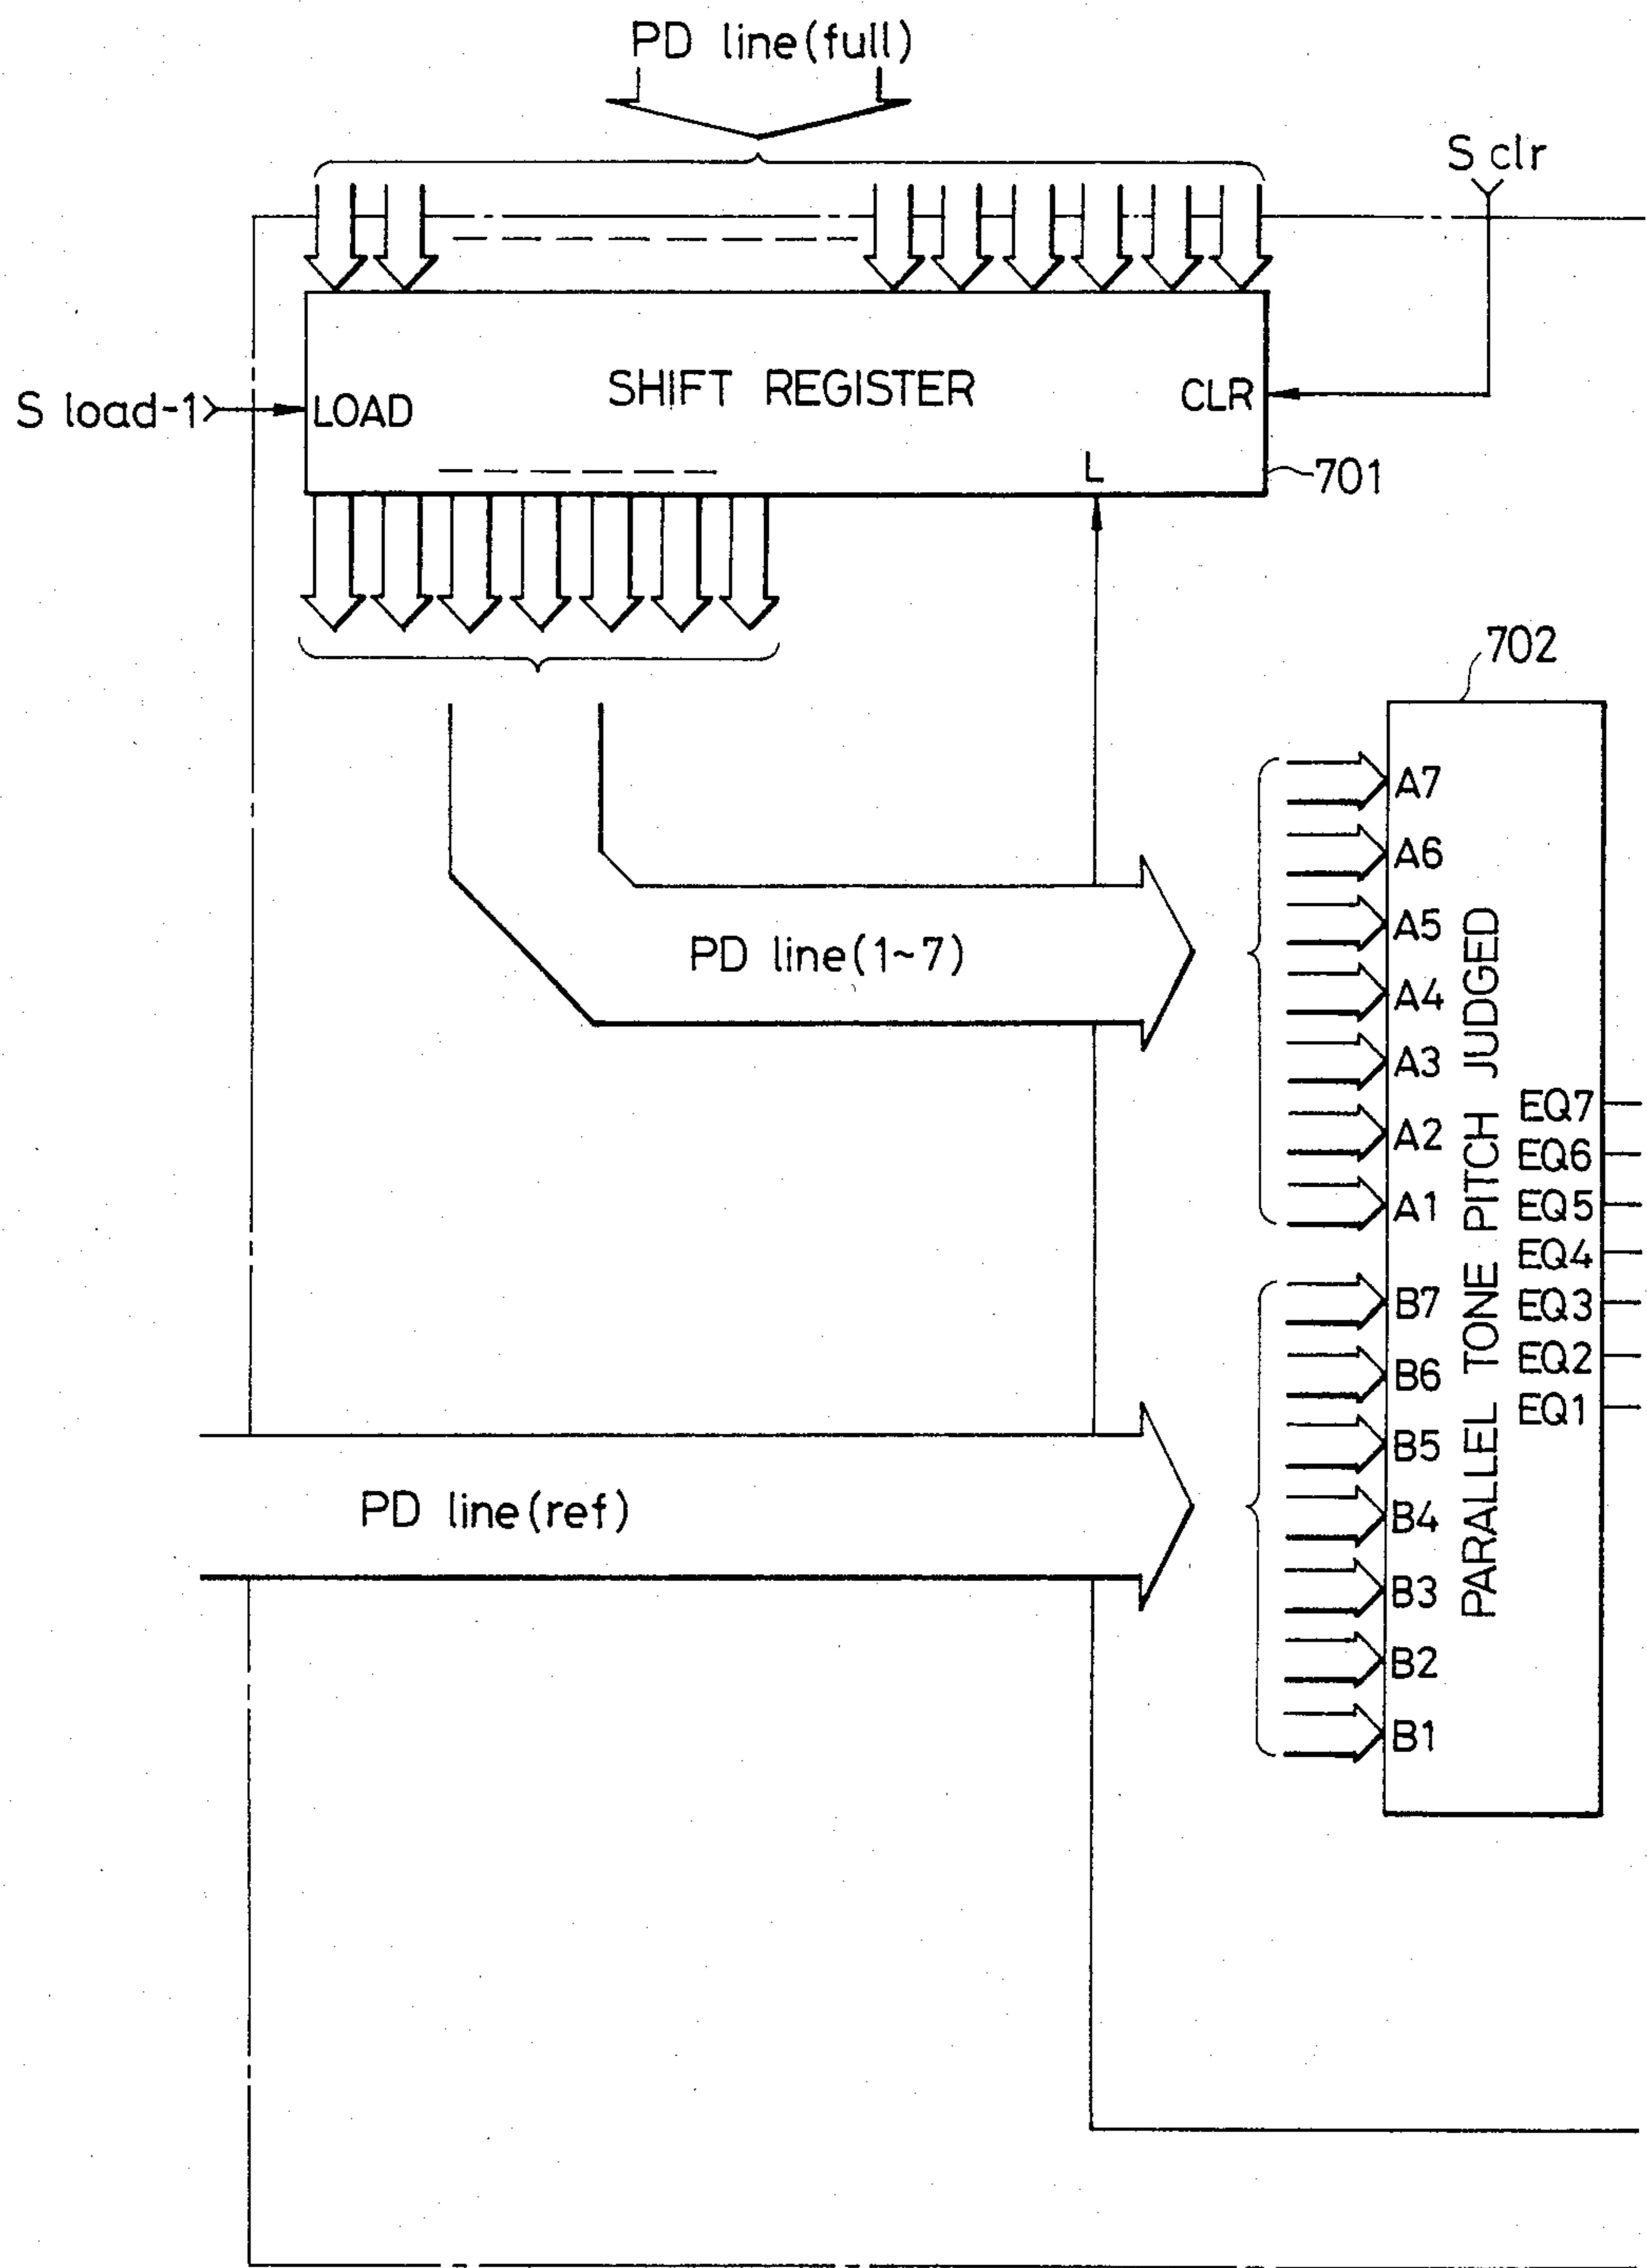 PD line(full)
S clr
S load-1
LOAD
SHIFT REGISTER
CLR
L
701
702
A7
A6
PD line(1~7)
A5
A4
A3
A2
A1
B7
B6
B5
PD line(ref)
B4
B3
B2
B1
PARALLEL TONE PITCH JUDGED
EQ7
EQ6
EQ5
EQ4
EQ3
EQ2
EQ1